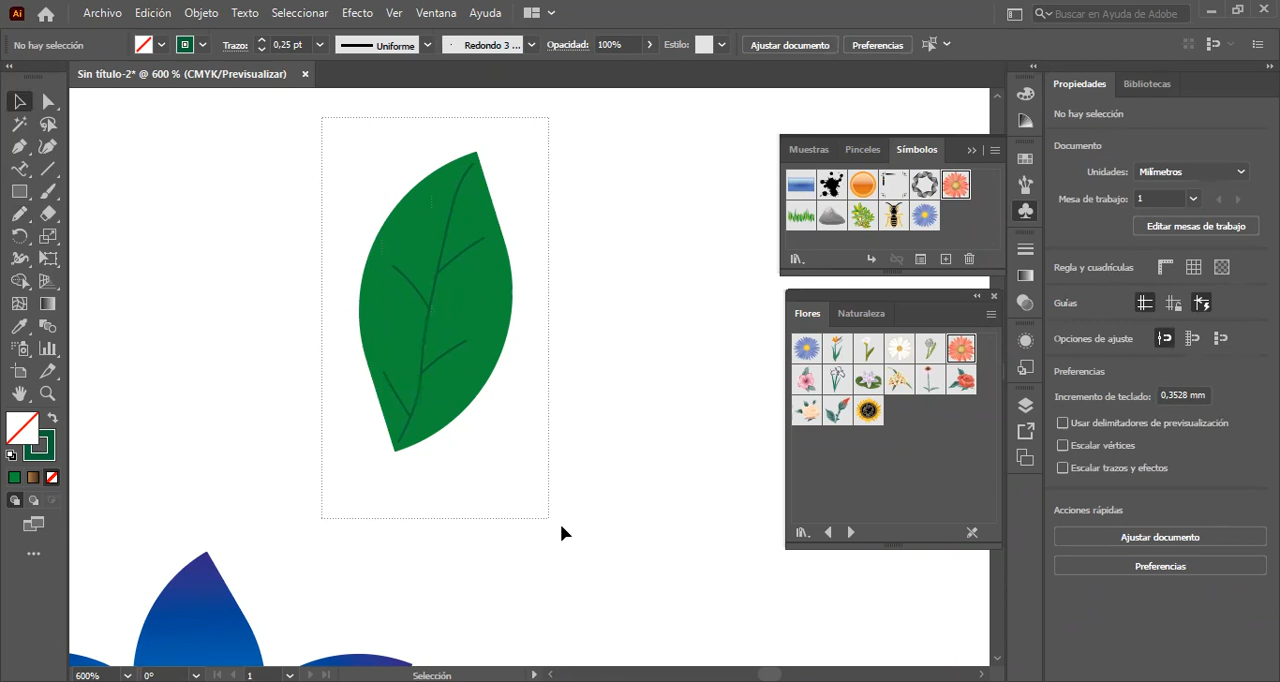 Ai Archivo Edición Objeto Texto Seleccionar Efecto Ver Ventana Ayuda Buscar en Ayuda de Adobe
No hay selección Trazo: 0,25 pt Uniforme Redondo 3 ... Opacidad: 100% Estilo: Ajustar documento Preferencias
Sin título-2* @ 600 % (CMYK/Previsualizar)
Muestras Pinceles Símbolos
Flores Naturaleza
Propiedades Bibliotecas
No hay selección
Documento
Unidades: Milímetros
Mesa de trabajo: 1
Editar mesas de trabajo
Regla y cuadrículas
Guías
Opciones de ajuste
Preferencias
Incremento de teclado: 0,3528 mm
Usar delimitadores de previsualización
Escalar vértices
Escalar trazos y efectos
Acciones rápidas
Ajustar documento
Preferencias
600% 0° 1 Selección